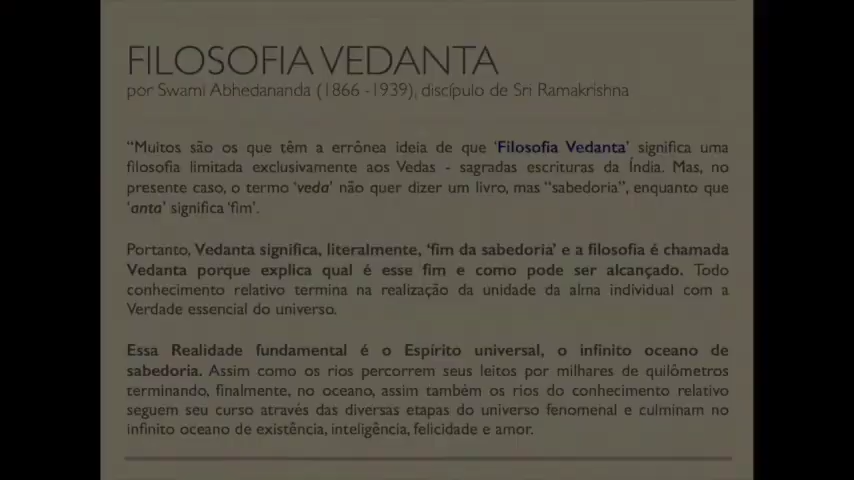 FILOSOFIA VEDANTA
por Swami Abhedananda (1866 -1939), discípulo de Sri Ramakrishna
“Muitos são os que têm a errônea ideia de que ‘Filosofia Vedanta’ significa uma
filosofia limitada exclusivamente aos Vedas - sagradas escrituras da Índia. Mas, no
presente caso, o termo ‘veda’ não quer dizer um livro, mas “sabedoria”, enquanto que
‘anta’ significa ‘fim’.
Portanto, Vedanta significa, literalmente, ‘fim da sabedoria’ e a filosofia é chamada
Vedanta porque explica qual é esse fim e como pode ser alcançado. Todo
conhecimento relativo termina na realização da unidade da alma individual com a
Verdade essencial do universo.
Essa Realidade fundamental é o Espírito universal, o infinito oceano de
sabedoria. Assim como os rios percorrem seus leitos por milhares de quilômetros
terminando, finalmente, no oceano, assim também os rios do conhecimento relativo
seguem seu curso através das diversas etapas do universo fenomenal e culminam no
infinito oceano de existência, inteligência, felicidade e amor.